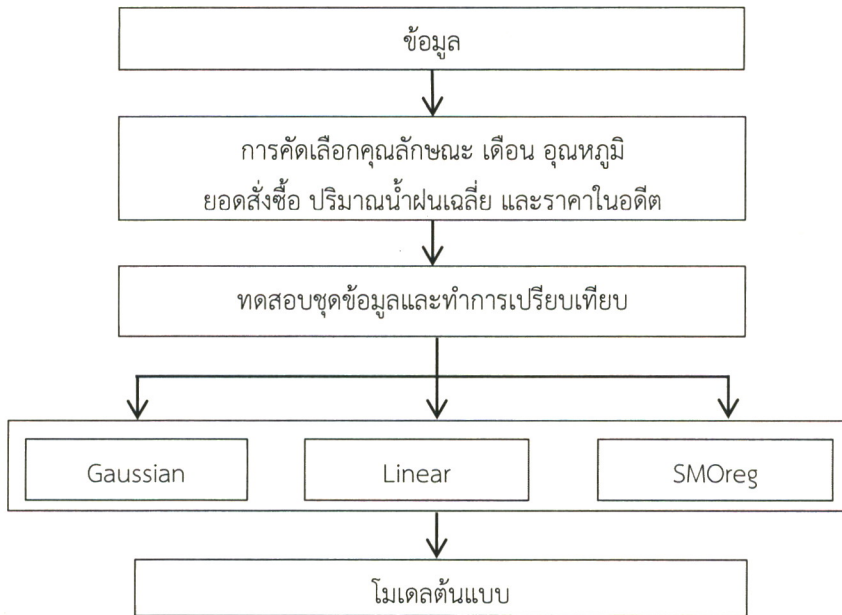 ข้อมูล
การคัดเลือกคุณลักษณะ เดือน อุณหภูมิ
ยอดสั่งซื้อ ปริมาณน้ำฝนเฉลี่ย และราคาในอดีต
ทดสอบชุดข้อมูลและทำการเปรียบเทียบ
Gaussian
Linear
SMOreg
โมเดลต้นแบบ